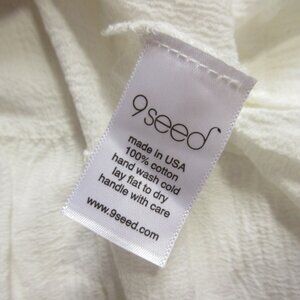 9seed
made in USA
100% cotton
hand wash cold
lay flat to dry
handle with care
www.9seed.com